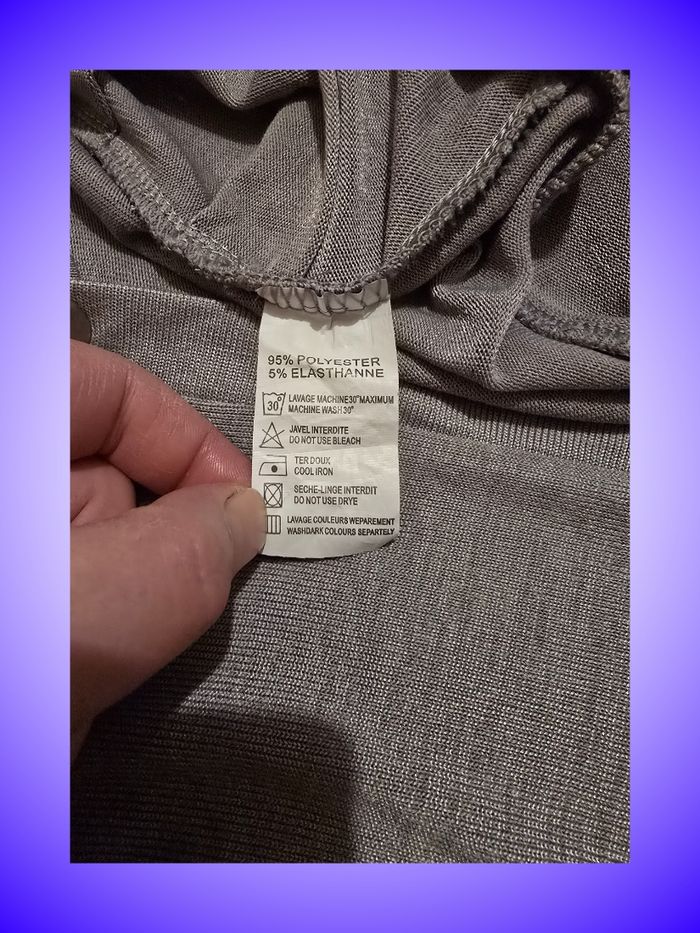 95% POLYESTER
5% ELASTHANNE
30°
LAVAGE MACHINE30°MAXIMUM
MACHINE WASH 30°
JAVEL INTERDITE
DO NOT USE BLEACH
TER DOUX
COOL IRON
SECHE-LINGE INTERDIT
DO NOT USE DRYE
LAVAGE COULEURS WEPAREMENT
WASHDARK COLOURS SEPARTELY